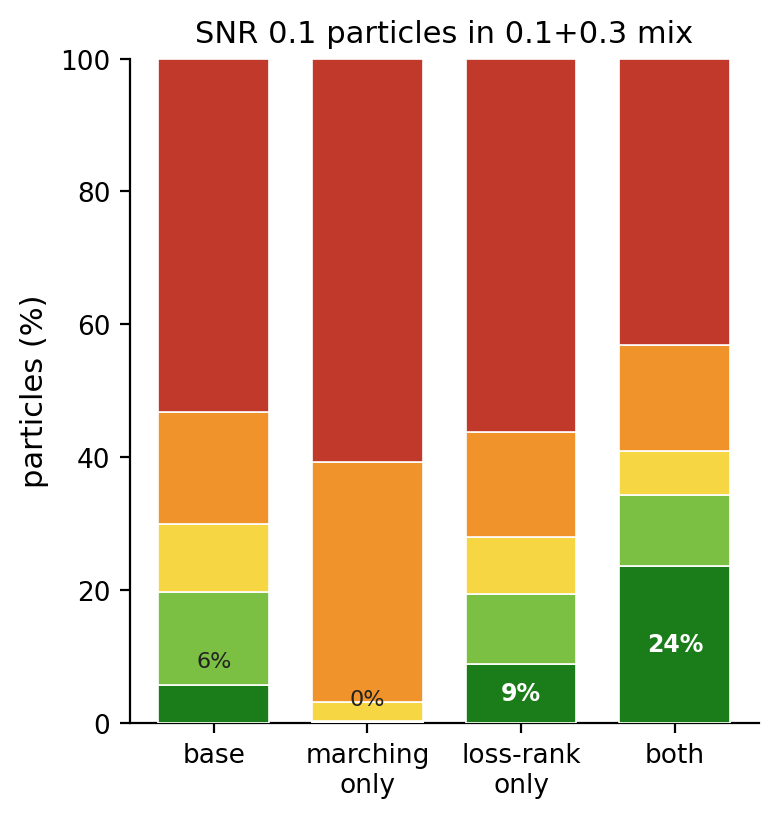 SNR 0.1 particles in 0.1+0.3 mix
particles (%)
100
80
60
40
20
0
6%
0%
9%
24%
base
marching
only
loss-rank
only
both